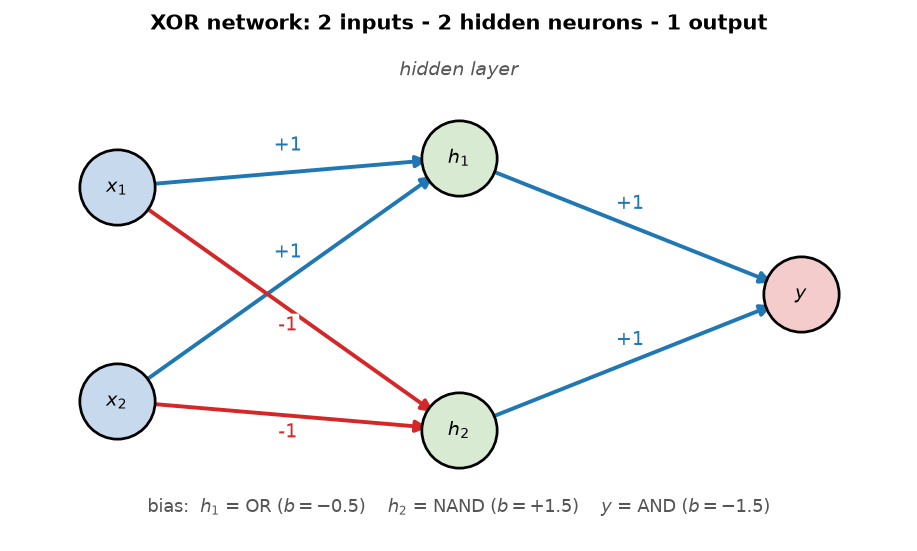 XOR network: 2 inputs - 2 hidden neurons - 1 output
hidden layer
+1
h₁
x₁
+1
+1
y
-1
+1
x₂
h₂
-1
bias: h₁ = OR (b = −0.5) h₂ = NAND (b = +1.5) y = AND (b = −1.5)